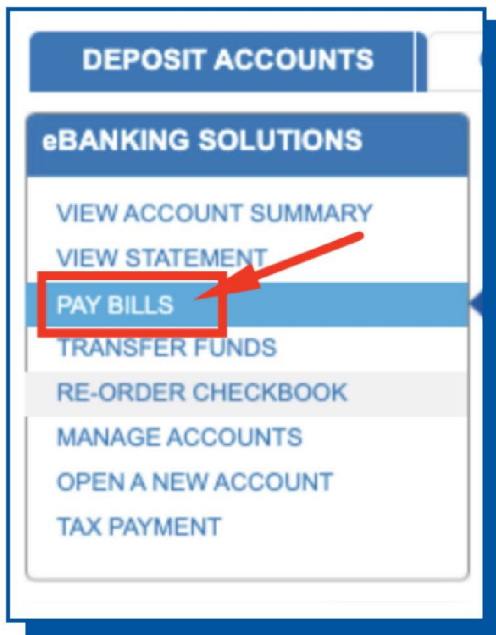 DEPOSIT ACCOUNTS
eBANKING SOLUTIONS
VIEW ACCOUNT SUMMARY
VIEW STATEMENT
PAY BILLS
TRANSFER FUNDS
RE-ORDER CHECKBOOK
MANAGE ACCOUNTS
OPEN A NEW ACCOUNT
TAX PAYMENT